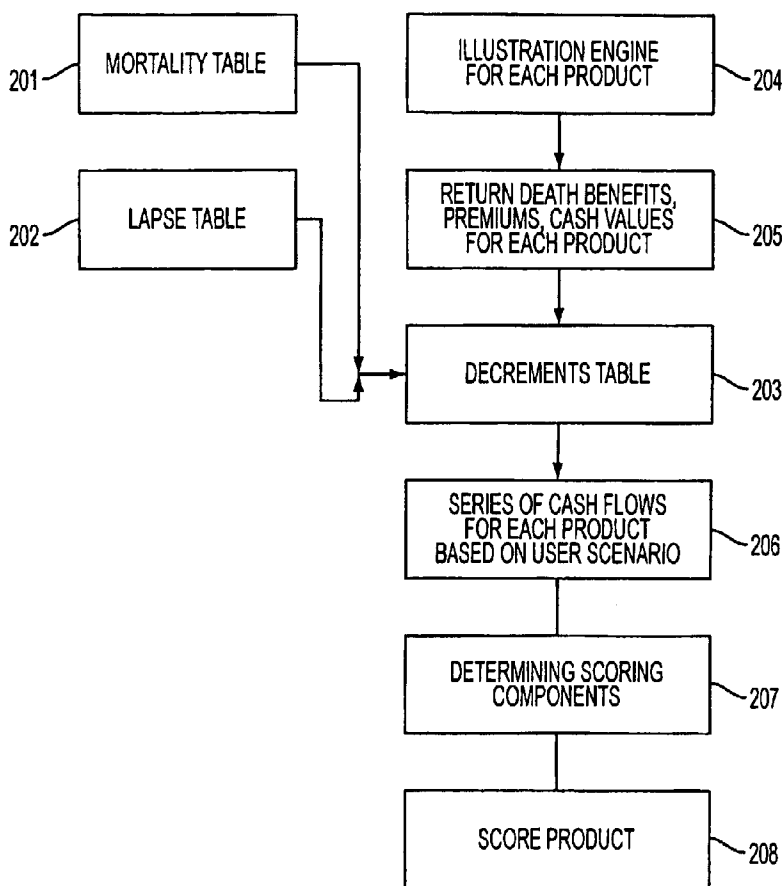 201
MORTALITY TABLE
ILLUSTRATION ENGINE
FOR EACH PRODUCT
204
202
LAPSE TABLE
RETURN DEATH BENEFITS,
PREMIUMS, CASH VALUES
FOR EACH PRODUCT
205
DECREMENTS TABLE
203
SERIES OF CASH FLOWS
FOR EACH PRODUCT
BASED ON USER SCENARIO
206
DETERMINING SCORING
COMPONENTS
207
SCORE PRODUCT
208